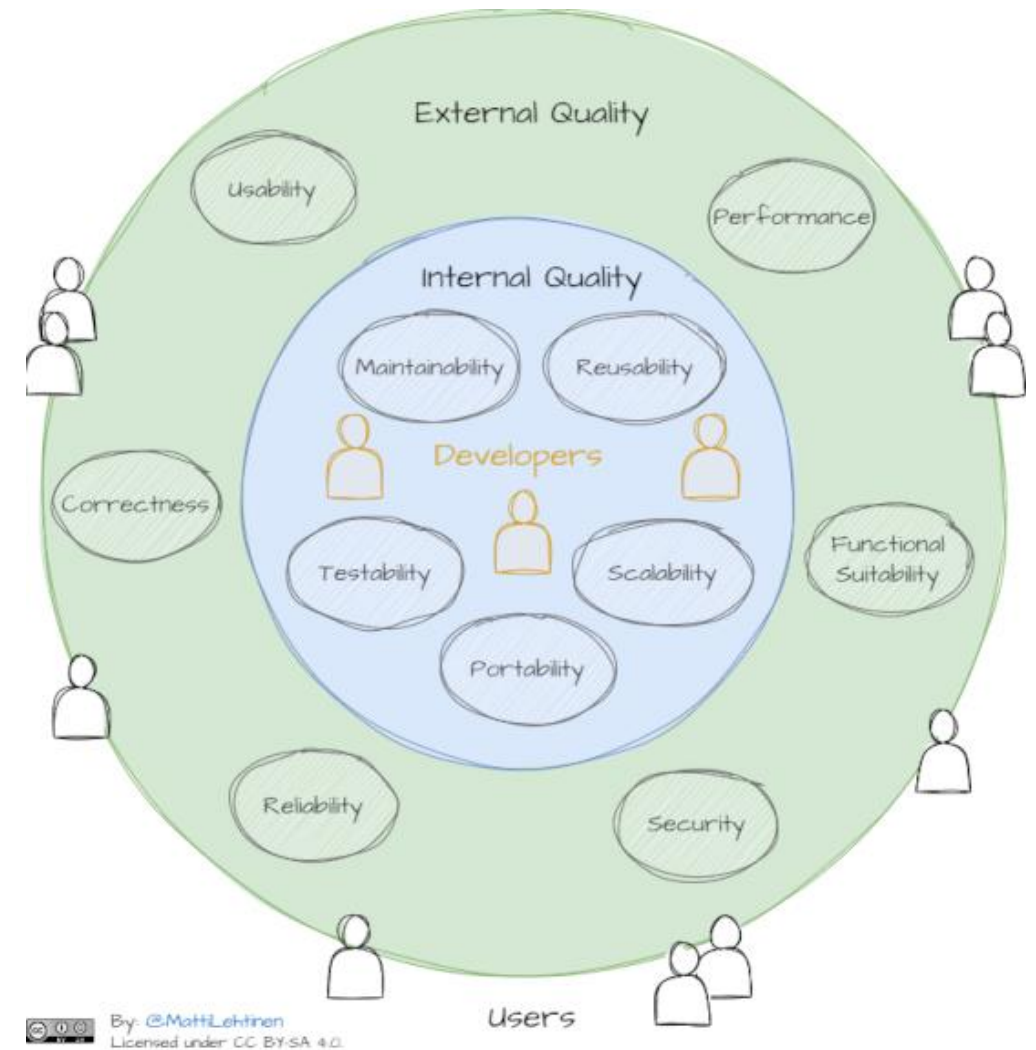 External Quality
Usability
Performance
Internal Quality
Maintainability
Reusability
Developers
Correctness
Functional
Suitability
Testability
Scalability
Portability
Reliability
Security
Users
By: @MattiLehtinen
Licensed under CC BY-SA 4.0.